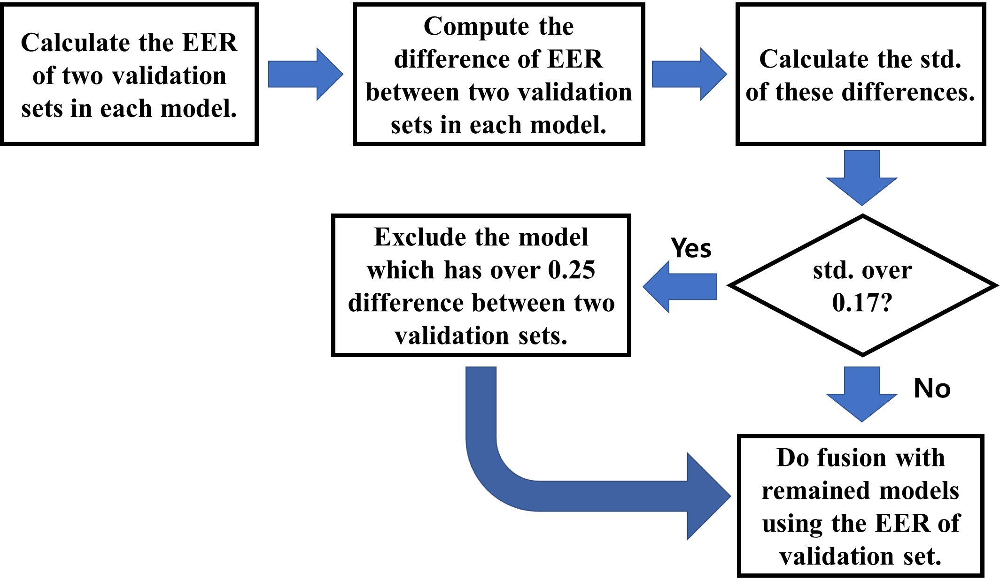 Calculate the EER
of two validation
sets in each model.
Compute the
difference of EER
between two validation
sets in each model.
Calculate the std.
of these differences.
std. over
0.17?
Yes
Exclude the model
which has over 0.25
difference between two
validation sets.
No
Do fusion with
remained models
using the EER of
validation set.